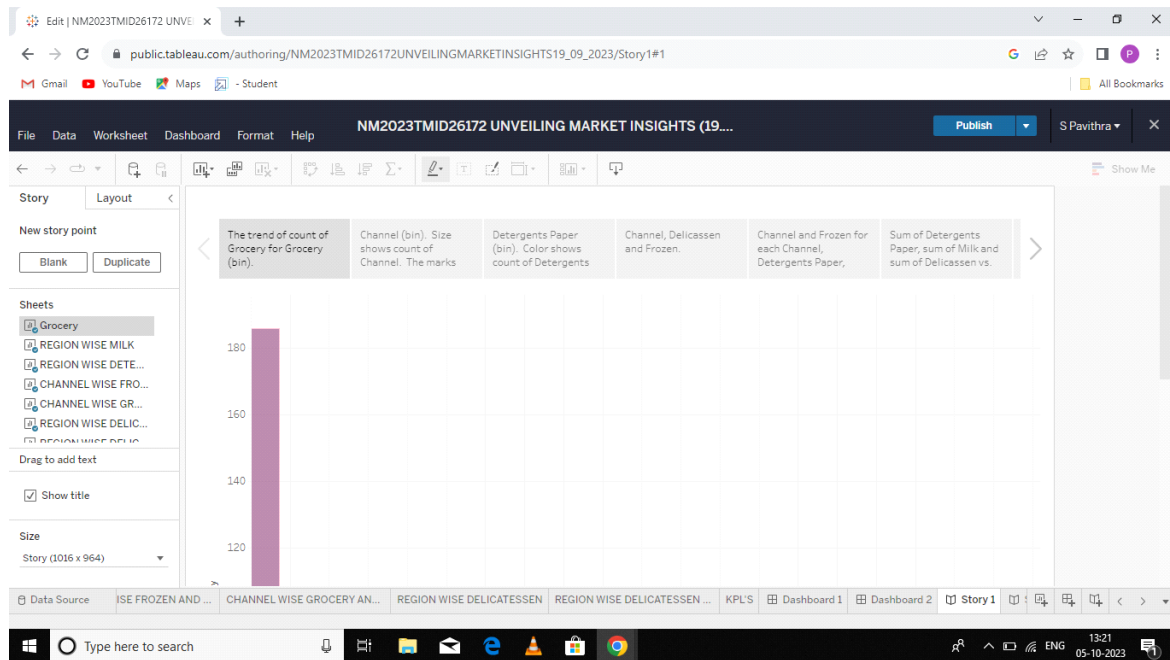 Edit | NM2023TMID26172 UNVEI
public.tableau.com/authoring/NM2023TMID26172UNVEILINGMARKETINSIGHTS19_09_2023/Story1#1
G
P
Gmail YouTube Maps - Student All Bookmarks
File Data Worksheet Dashboard Format Help
NM2023TMID26172 UNVEILING MARKET INSIGHTS (19....
Publish
S Pavithra
Show Me
Story Layout
New story point
Blank Duplicate
Sheets
Grocery
REGION WISE MILK
REGION WISE DETE...
CHANNEL WISE FRO...
CHANNEL WISE GR...
REGION WISE DELIC...
REGION WISE DELIC
Drag to add text
Show title
Size
Story (1016 x 964)
The trend of count of
Grocery for Grocery
(bin).
Channel (bin). Size
shows count of
Channel. The marks
Detergents Paper
(bin). Color shows
count of Detergents
Channel, Delicassen
and Frozen.
Channel and Frozen for
each Channel,
Detergents Paper,
Sum of Detergents
Paper, sum of Milk and
sum of Delicassen vs.
180
160
140
120
Data Source
ISE FROZEN AND ...
CHANNEL WISE GROCERY AN...
REGION WISE DELICATESSEN
REGION WISE DELICATESSEN ...
KPL'S
Dashboard 1
Dashboard 2
Story 1
Type here to search
ENG
13:21
05-10-2023
1